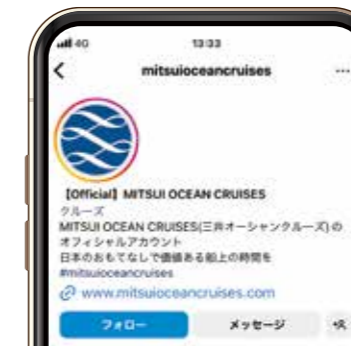 4G
13:33
mitsuioceancruises
【Official】MITSUI OCEAN CRUISES
クルーズ
MITSUI OCEAN CRUISES(三井オーシャンクルーズ)の
オフィシャルアカウント
日本のおもてなしで価値ある船上の時間を
#mitsuioceancruises
www.mitsuioceancruises.com
フォロー メッセージ